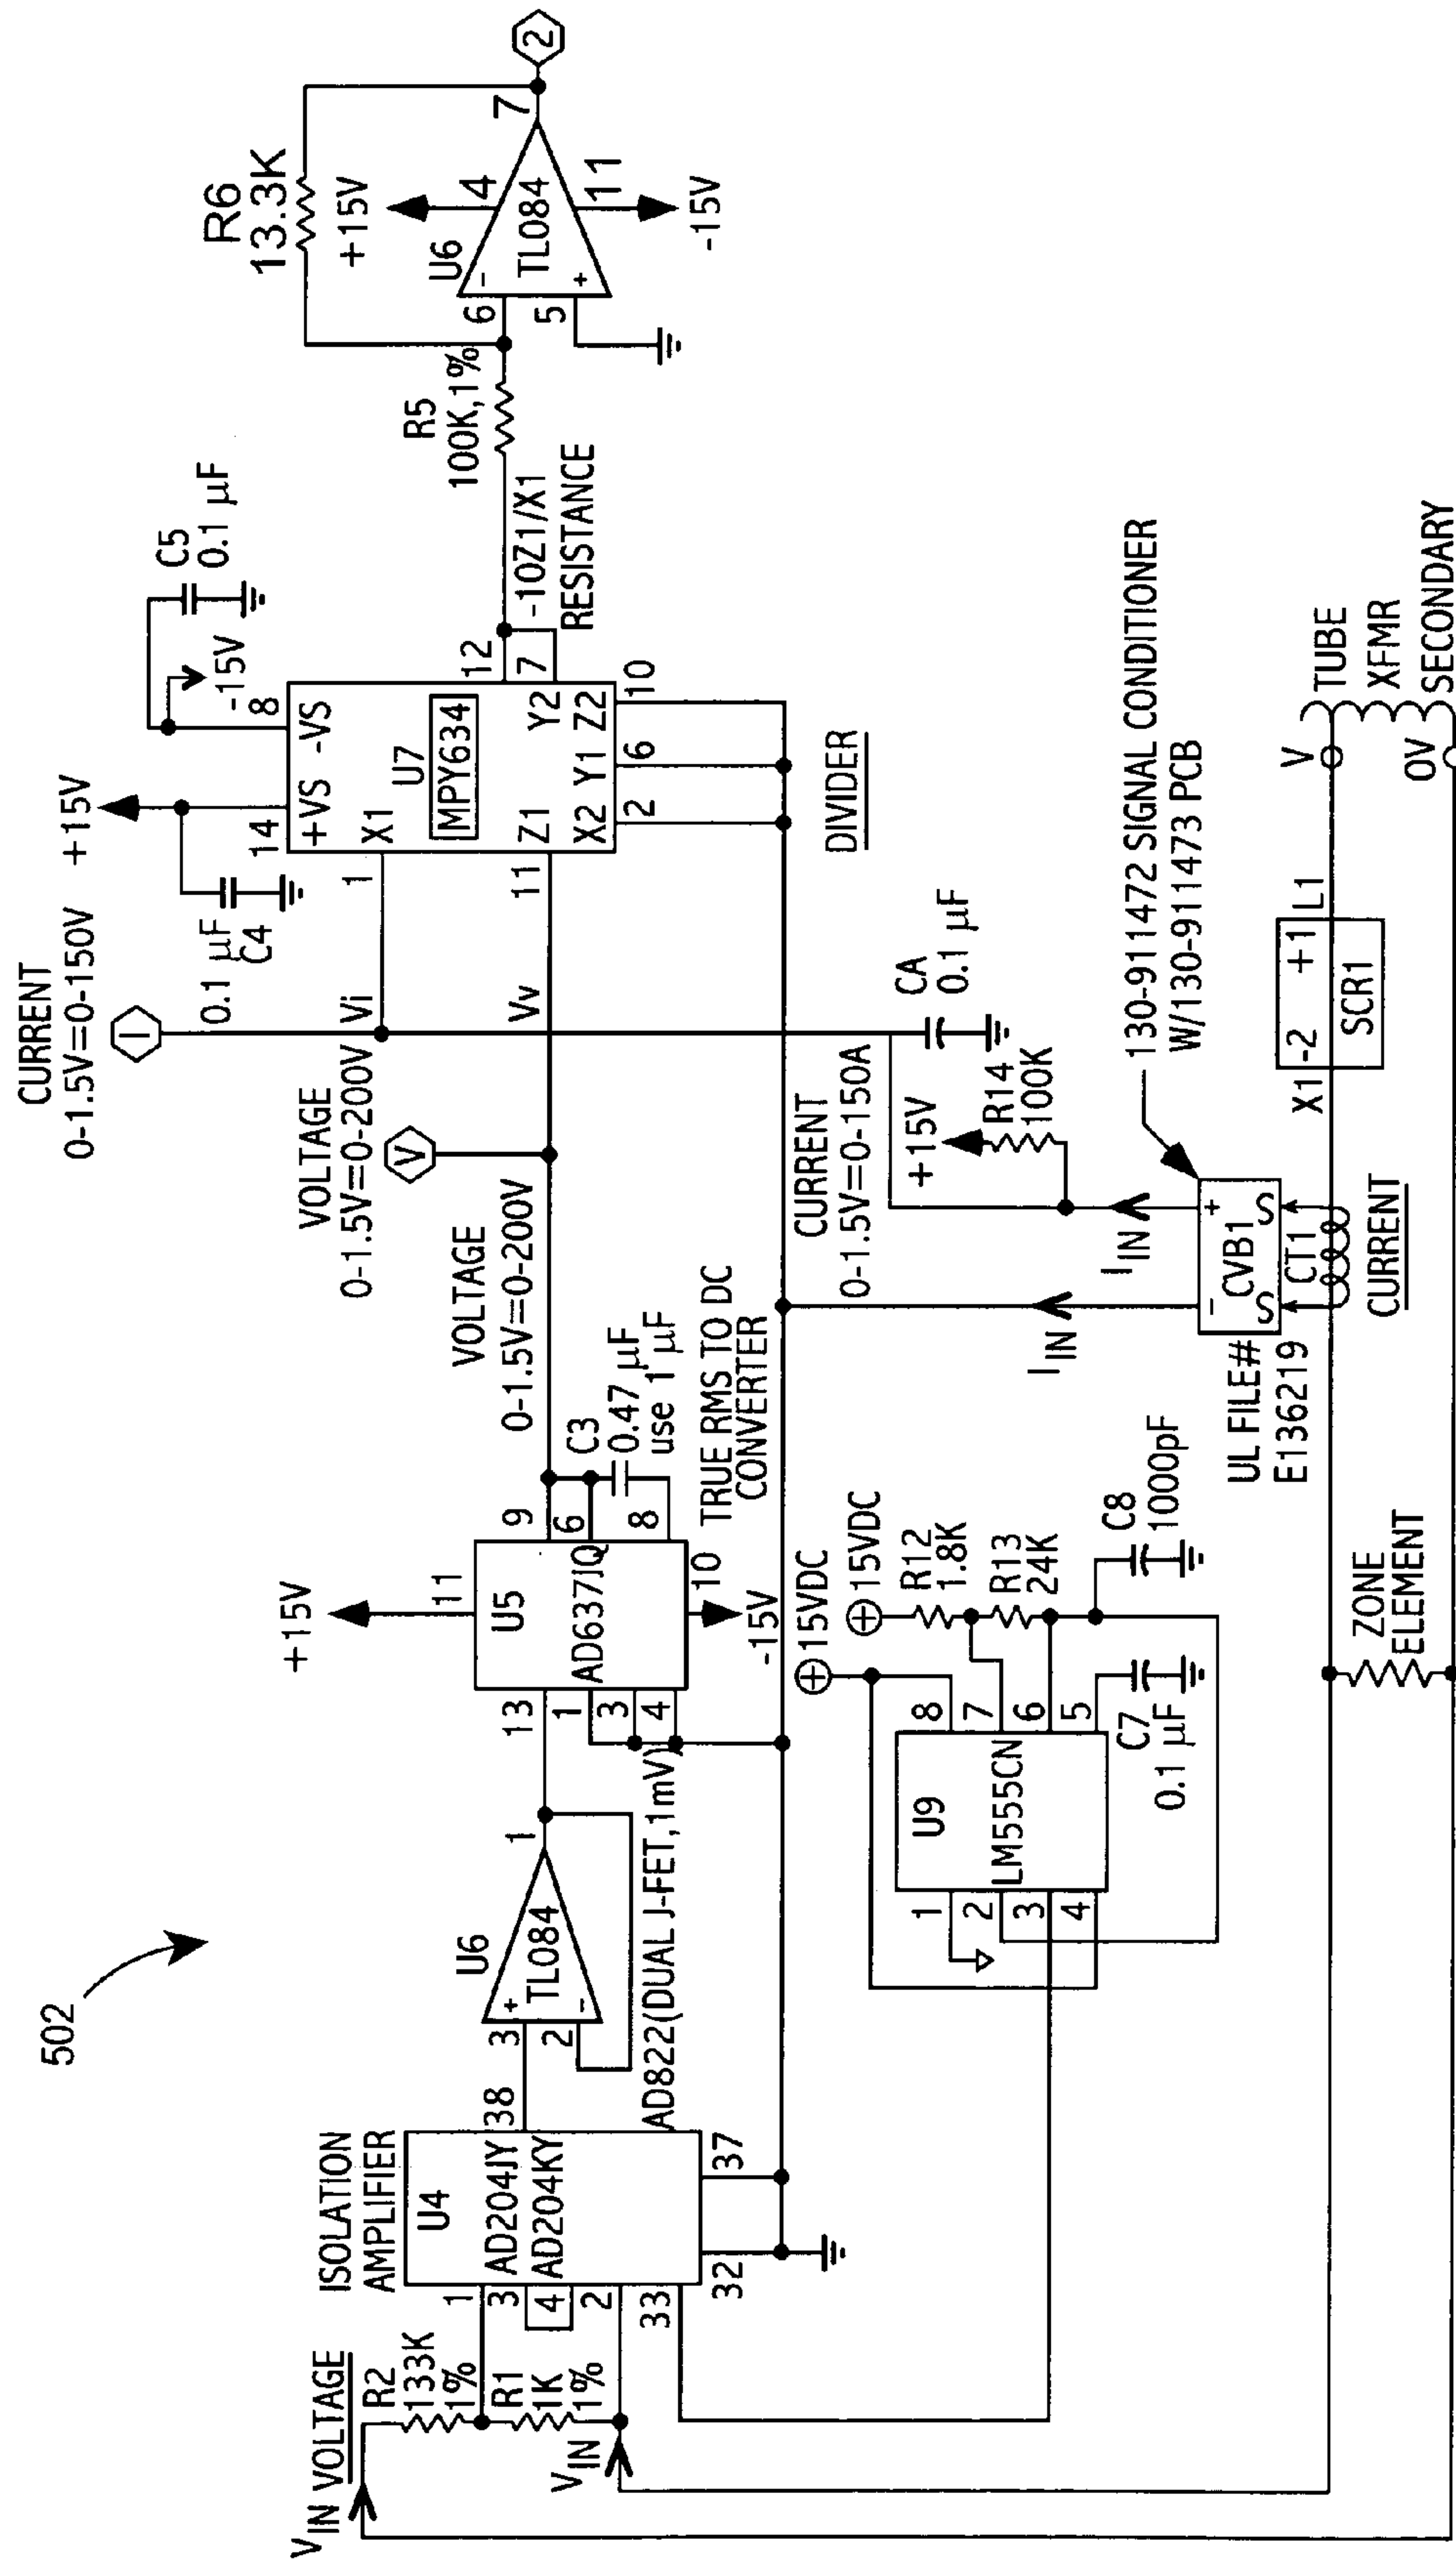 502
CURRENT
0-1.5V=0-150V
I
VOLTAGE
0-1.5V=0-200V
V
Vi
Vv
+15V
0.1 µF
C4
14
8
-15V
C5
0.1 µF
+VS -VS
U7
X1
MPY634
Z1
Y2
X2 Y1 Z2
1
11
12
7
2
6
10
DIVIDER
-10Z1/X1
RESISTANCE
R5
100K,1%
R6
13.3K
+15V
U6
4
6
-
TL084
5
+
11
-15V
7
2
ISOLATION
AMPLIFIER
U4
AD204JY
AD204KY
1
3
4
2
33
32
37
38
VIN VOLTAGE
R2
133K
1%
R1
1K
1%
VIN
U6
3
+
TL084
2
-
1
AD822(DUAL J-FET,1mV)
+15V
11
U5
AD637JQ
13
1
3
4
9
6
8
10
-15V
C3
0.47 µF
use 1 µF
TRUE RMS TO DC
CONVERTER
VOLTAGE
0-1.5V=0-200V
CURRENT
0-1.5V=0-150A
CA
0.1 µF
+15V
R14
100K
IIN
IIN
130-911472 SIGNAL CONDITIONER
W/130-911473 PCB
- +
CVB1
S S
CT1
CURRENT
UL FILE#
E136219
15VDC
15VDC
R12
1.8K
R13
24K
C8
1000pF
C7
0.1 µF
U9
LM555CN
1
2
3
4
8
7
6
5
ZONE
ELEMENT
X1 -2 +1 L1
SCR1
V
0V
TUBE
XFMR
SECONDARY